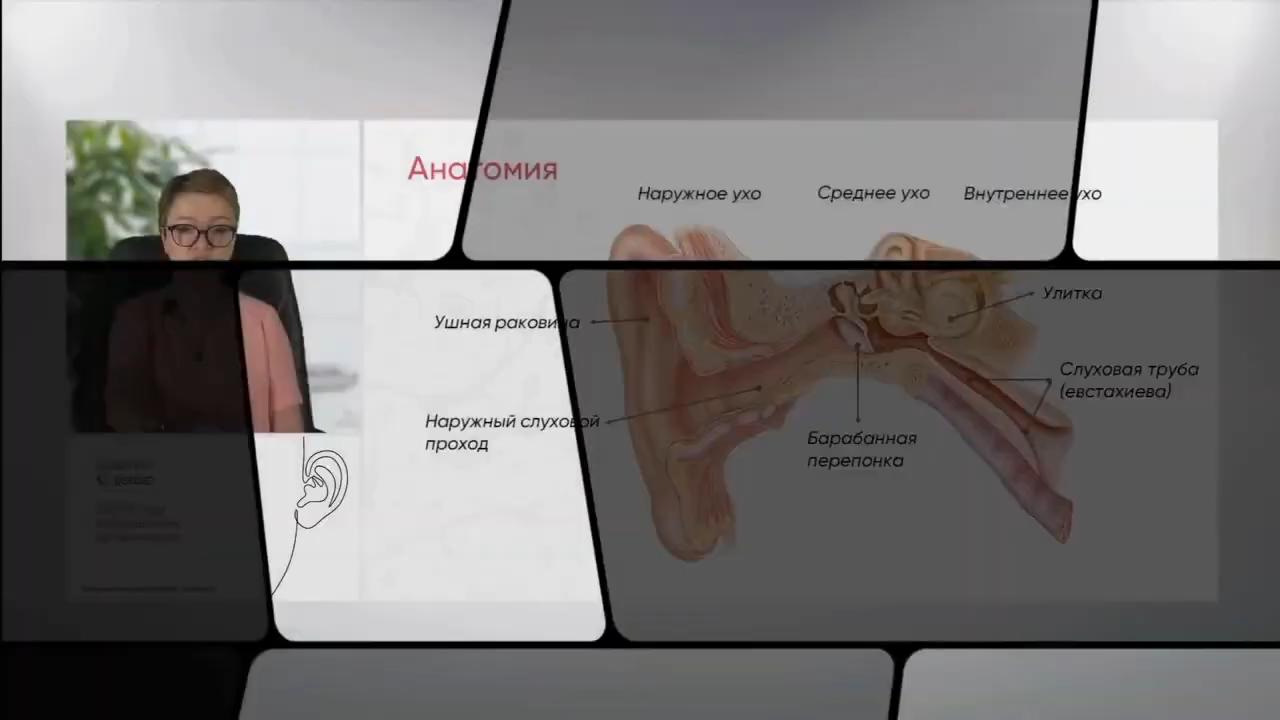 Анатомия
Наружное ухо
Среднее ухо
Внутреннее ухо
Улитка
Ушная раковина
Слуховая труба
(евстахиева)
Наружный слуховой
проход
Барабанная
перепонка